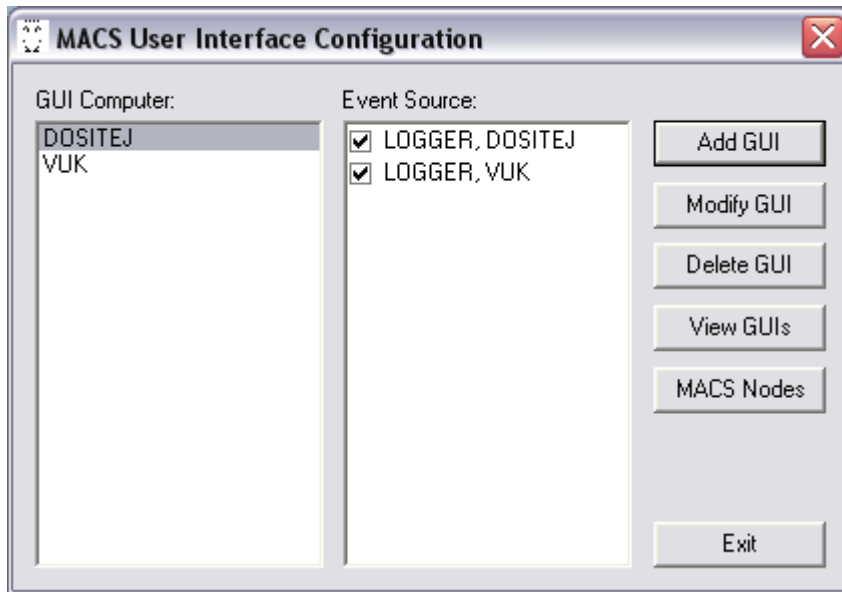 MACS User Interface Configuration
GUI Computer:
DOSITEJ
VUK
Event Source:
LOGGER, DOSITEJ
LOGGER, VUK
Add GUI
Modify GUI
Delete GUI
View GUIs
MACS Nodes
Exit